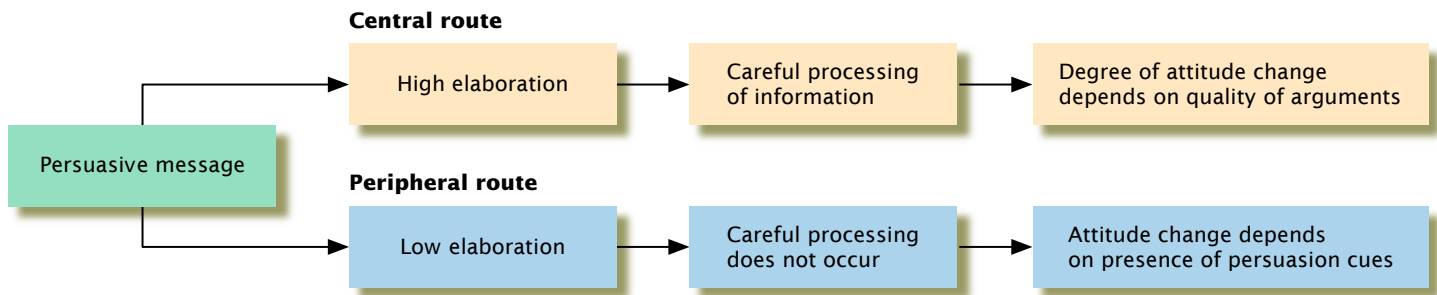 Central route
High elaboration
Careful processing
of information
Degree of attitude change
depends on quality of arguments
Persuasive message
Peripheral route
Low elaboration
Careful processing
does not occur
Attitude change depends
on presence of persuasion cues